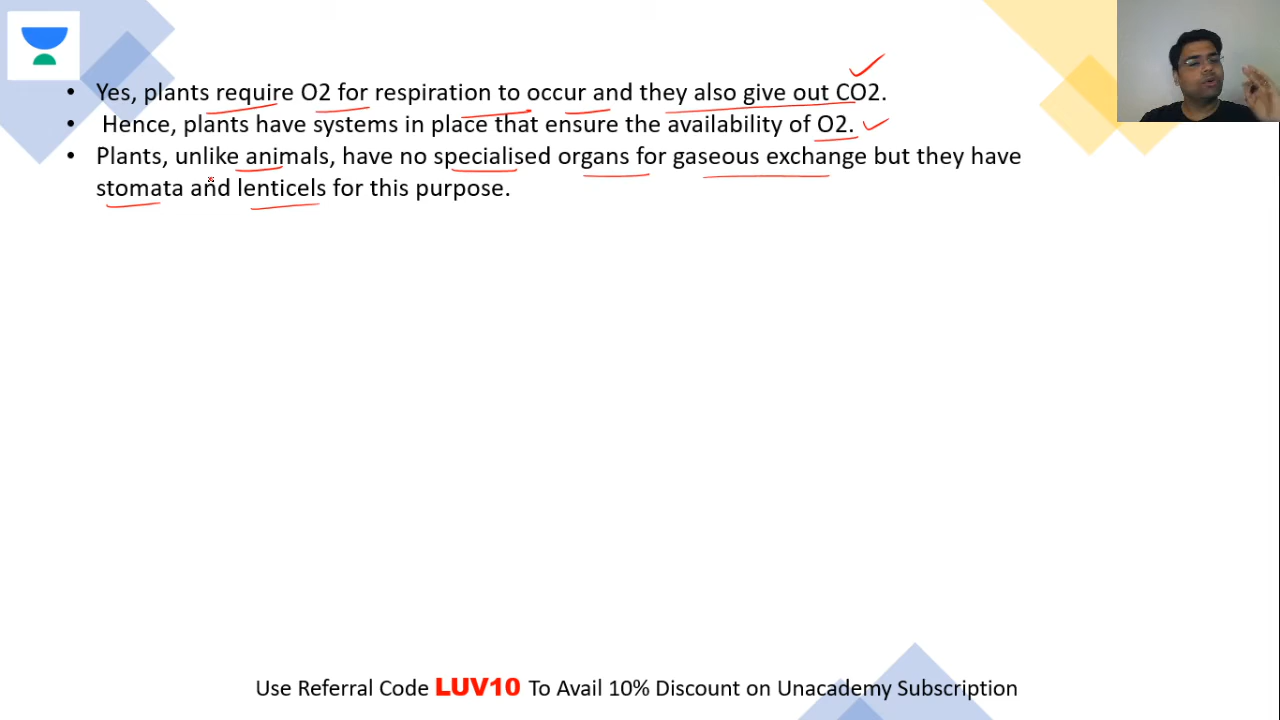 • Yes, plants require O2 for respiration to occur and they also give out CO2.
• Hence, plants have systems in place that ensure the availability of O2.
• Plants, unlike animals, have no specialised organs for gaseous exchange but they have
stomata and lenticels for this purpose.
Use Referral Code LUV10 To Avail 10% Discount on Unacademy Subscription